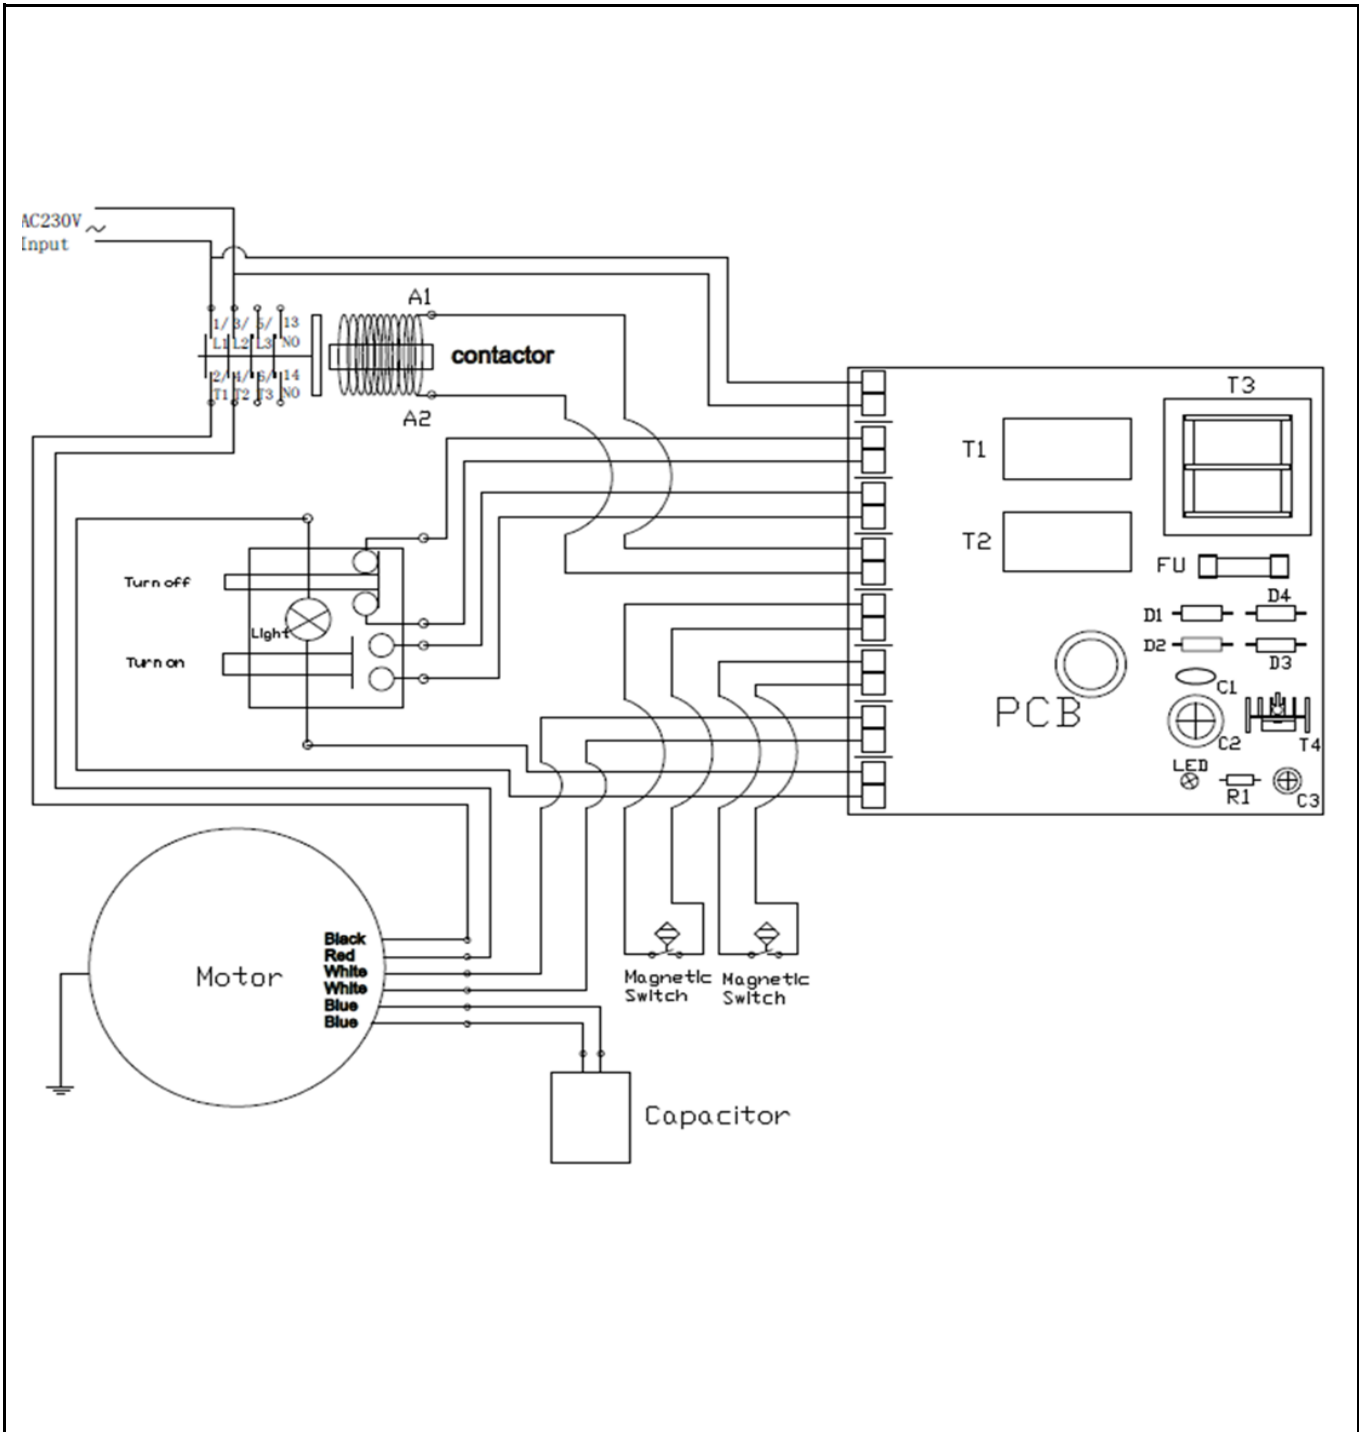 AC230V
Input
A1
1/ 3/ 5/ 13
L1 L2 L3 NO
contactor
2/ 4/ 6/ 14
T1 T2 T3 NO
A2
T3
T1
T2
FU
Turn off
D4
D1
Light
D2
D3
Turn on
C1
PCB
C2
T4
LED
R1
C3
Black
Red
White
White
Blue
Blue
Motor
Magnetic
Switch
Magnetic
Switch
Capacitor